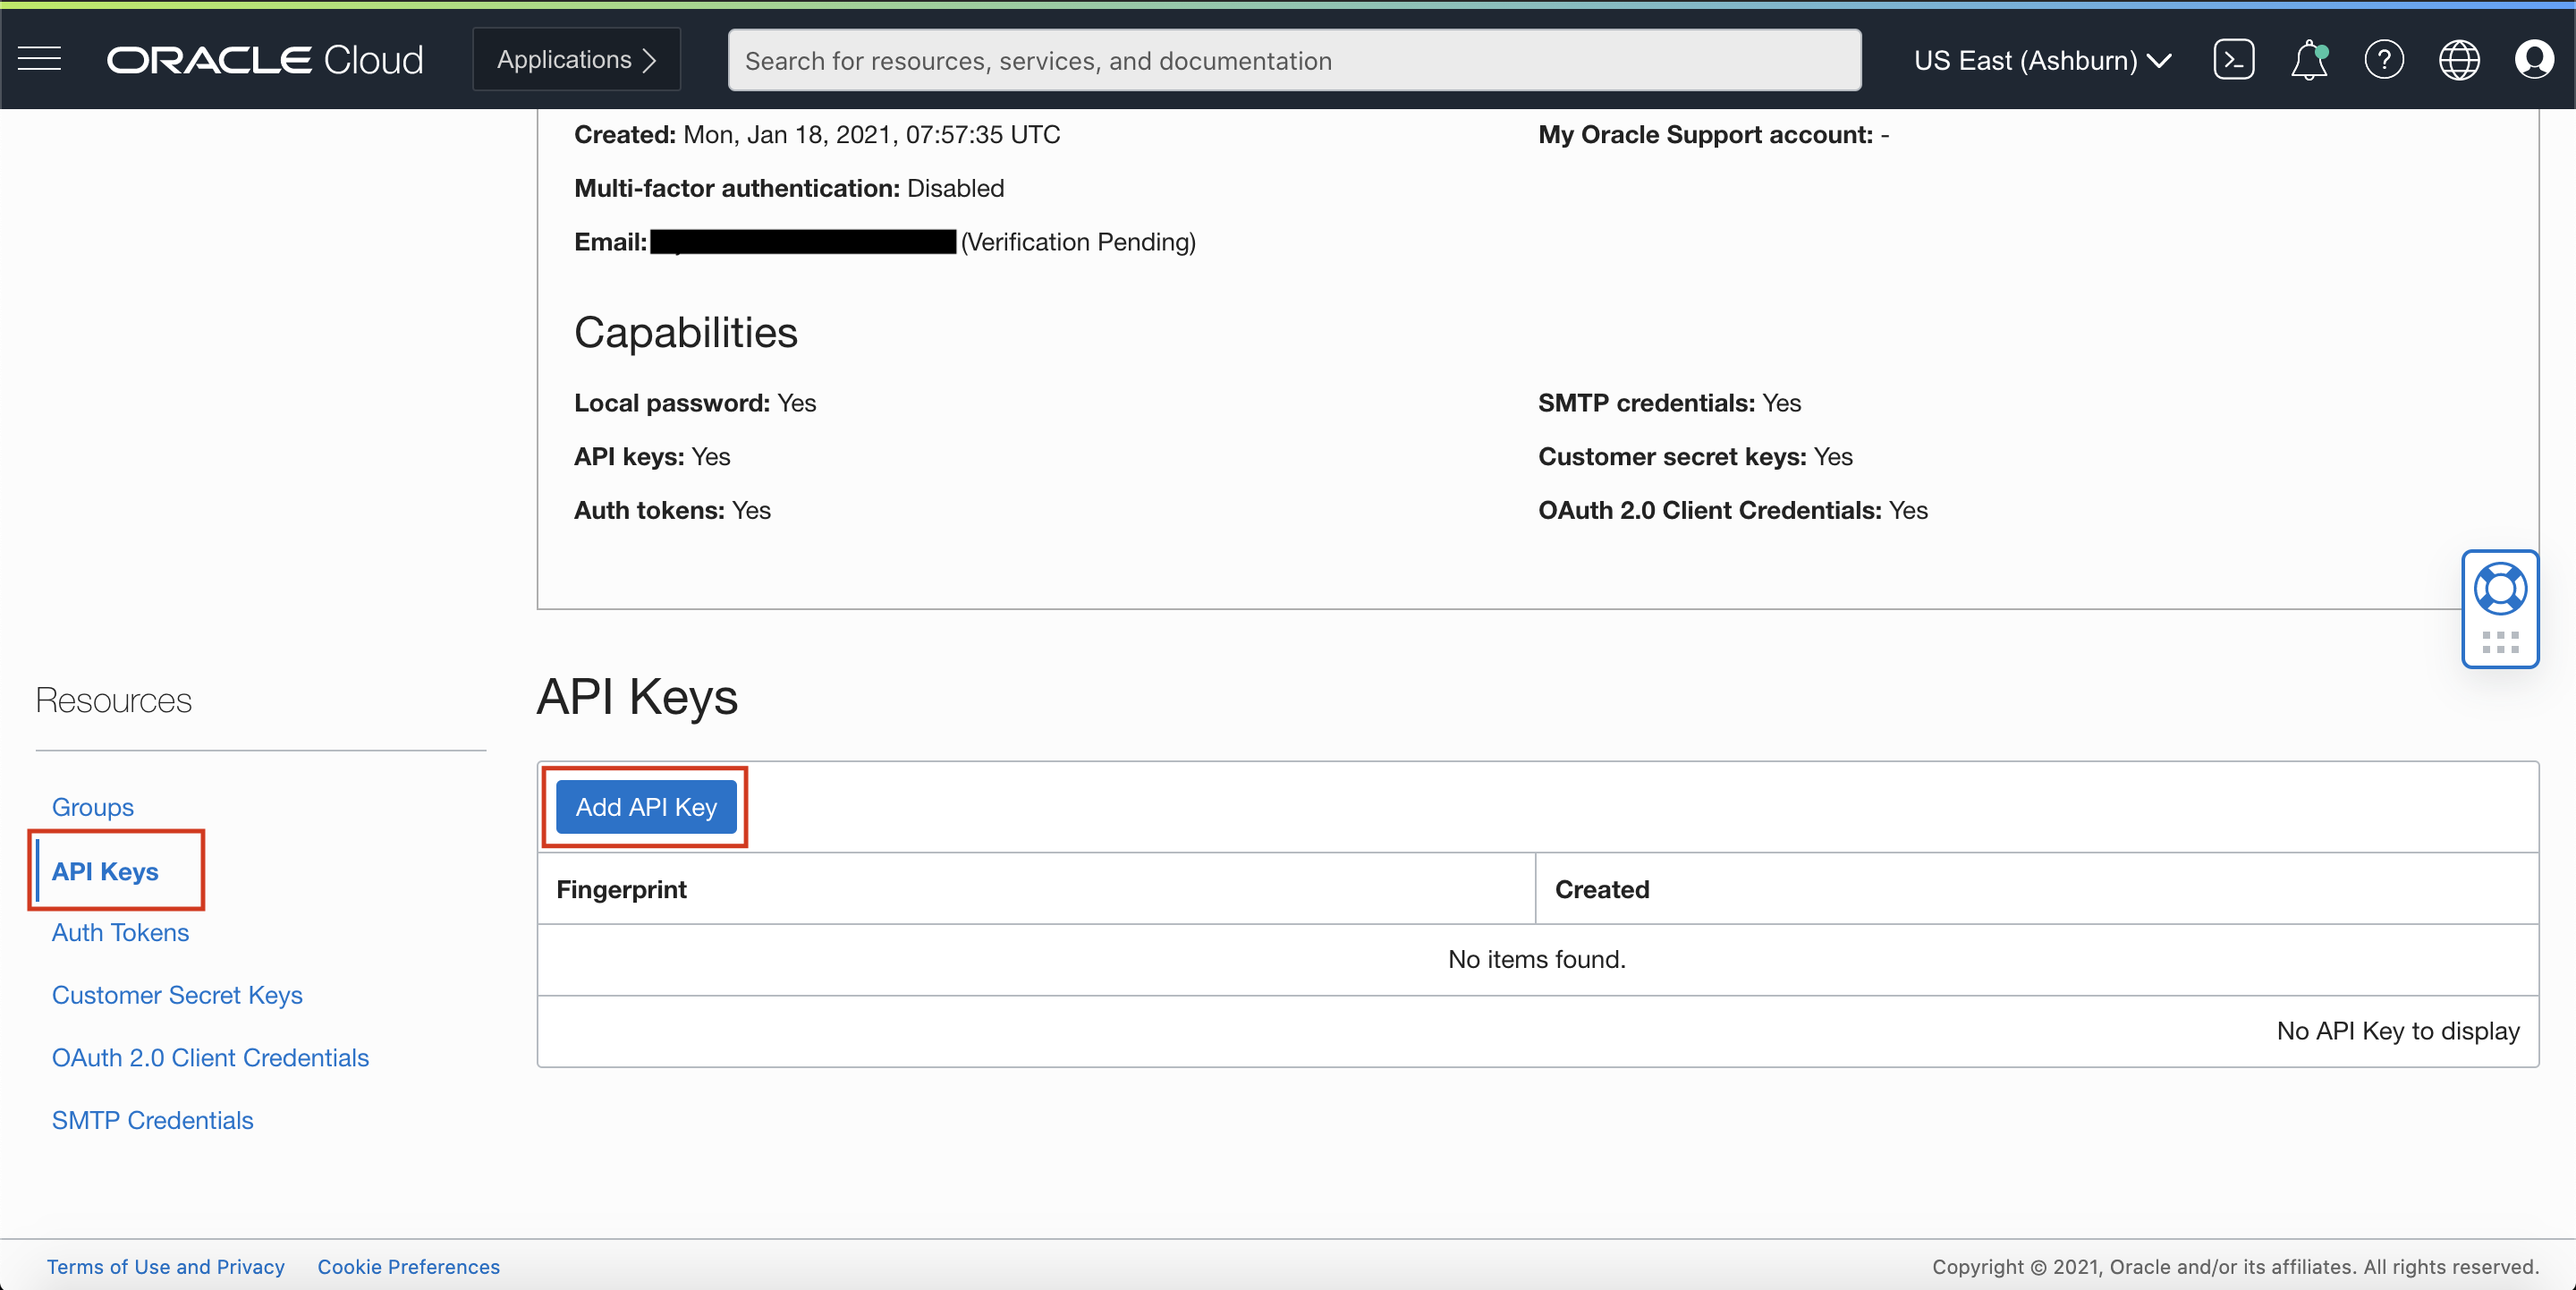 ORACLE Cloud
Applications
Search for resources, services, and documentation
US East (Ashburn)
Created: Mon, Jan 18, 2021, 07:57:35 UTC
My Oracle Support account: -
Multi-factor authentication: Disabled
Email: (Verification Pending)
Capabilities
Local password: Yes
SMTP credentials: Yes
API keys: Yes
Customer secret keys: Yes
Auth tokens: Yes
OAuth 2.0 Client Credentials: Yes
Resources
Groups
API Keys
Auth Tokens
Customer Secret Keys
OAuth 2.0 Client Credentials
SMTP Credentials
API Keys
Add API Key
Fingerprint
Created
No items found.
No API Key to display
Terms of Use and Privacy
Cookie Preferences
Copyright © 2021, Oracle and/or its affiliates. All rights reserved.